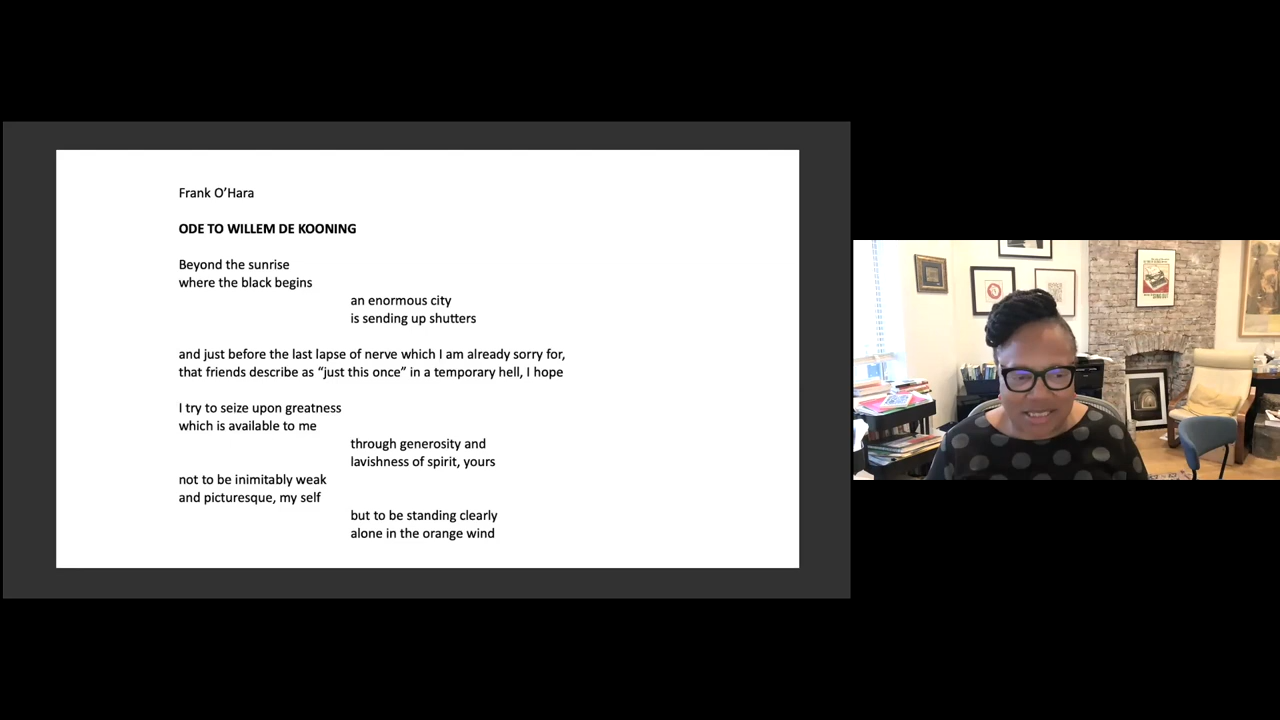 Frank O’Hara
ODE TO WILLEM DE KOONING
Beyond the sunrise
where the black begins
an enormous city
is sending up shutters
and just before the last lapse of nerve which I am already sorry for,
that friends describe as “just this once” in a temporary hell, I hope
I try to seize upon greatness
which is available to me
through generosity and
lavishness of spirit, yours
not to be inimitably weak
and picturesque, my self
but to be standing clearly
alone in the orange wind